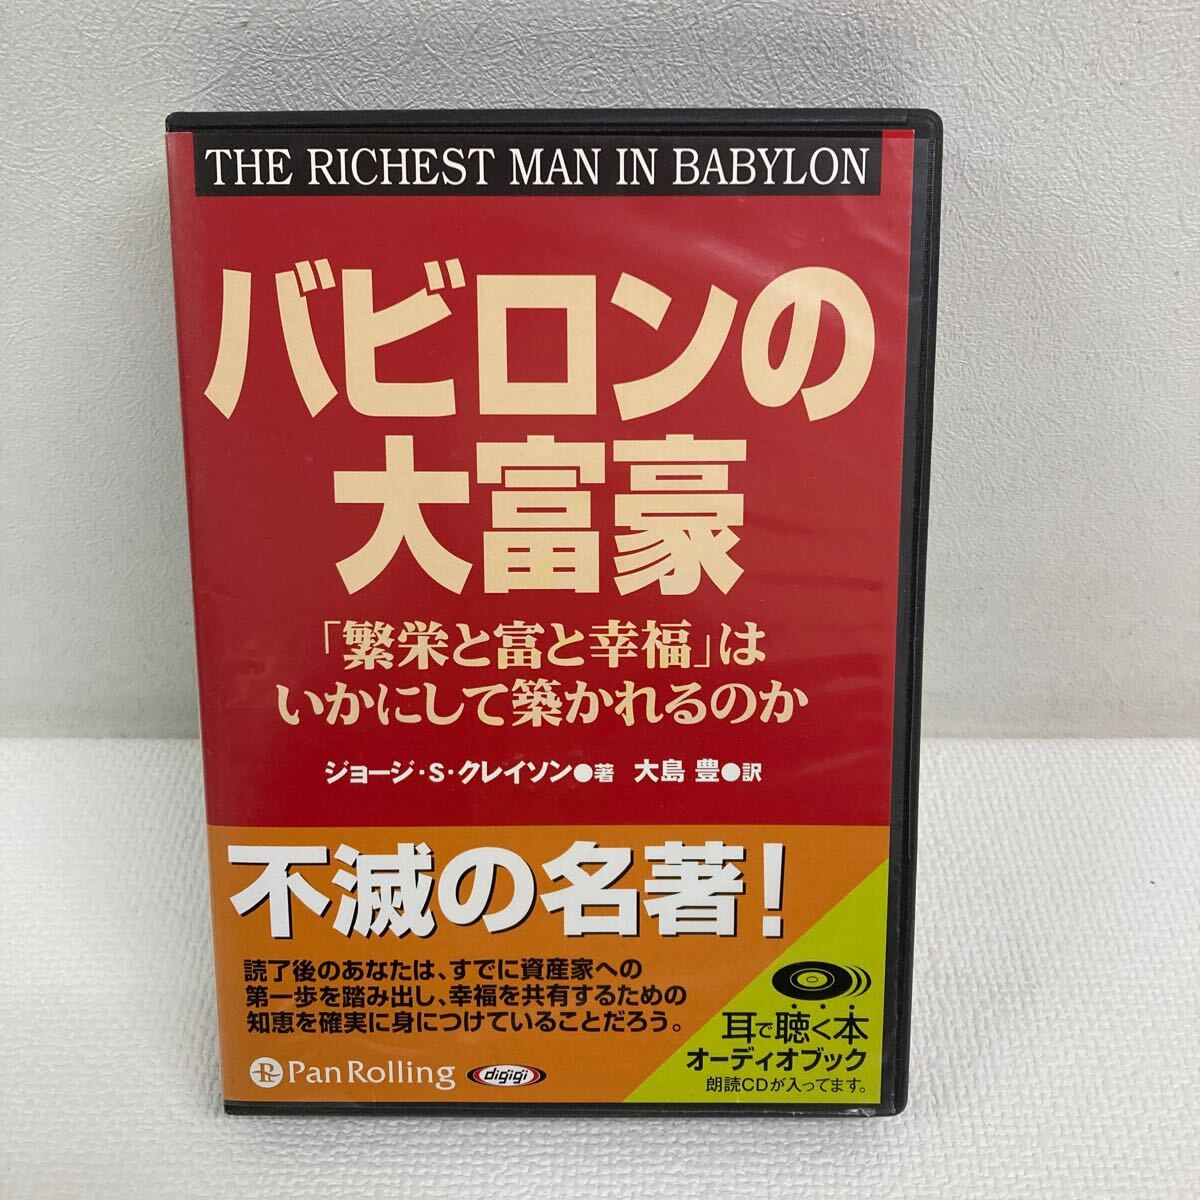 THE RICHEST MAN IN BABYLON
バビロンの
大富豪
「繁栄と富と幸福」は
いかにして築かれるのか
ジョージ・S・クレイソン●著 大島 豊●訳
不滅の名著!
読了後のあなたは、すでに資産家への
第一歩を踏み出し、幸福を共有するための
知恵を確実に身につけていることだろう。
PanRolling
digigi
耳で聴く本
オーディオブック
朗読CDが入ってます。